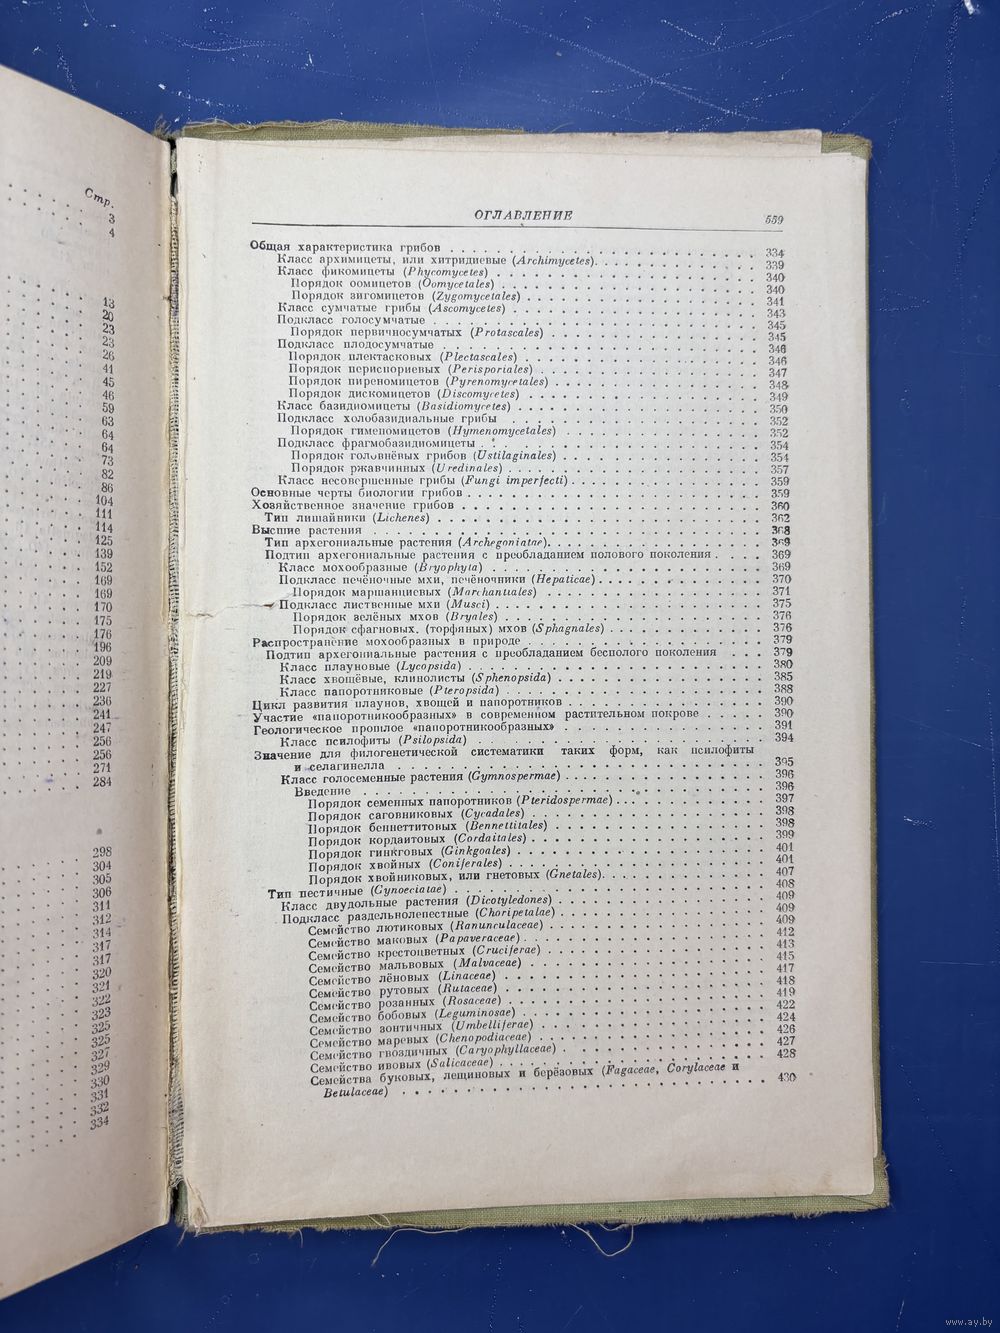 Стр.
3
4
13
20
23
23
26
41
45
46
59
63
64
64
73
82
86
104
111
114
125
139
152
169
169
170
175
176
196
209
219
227
236
241
247
256
256
271
284
298
304
305
306
311
312
314
317
317
320
321
322
323
325
325
327
329
330
331
332
334
ОГЛАВЛЕНИЕ 559
Общая характеристика грибов . . . 334
Класс архимицеты, или хитридиевые (Archimycetes). . . . 339
Класс фикомицеты (Phycomycetes) . . . 340
Порядок оомицетов (Oomycetales) . . . 340
Порядок зигомицетов (Zygomycetales) . . . 341
Класс сумчатые грибы (Ascomycetes) . . . 343
Подкласс голосумчатые . . . 345
Порядок первичносумчатых (Protascales) . . . 345
Подкласс плодосумчатые . . . 346
Порядок плектасковых (Plectascales) . . . 346
Порядок периспориевых (Perisporiales) . . . 347
Порядок пиреномицетов (Pyrenomycetales) . . . 348
Порядок дискомицетов (Discomycetes) . . . 349
Класс базидиомицеты (Basidiomycetes) . . . 350
Подкласс холобазидиальные грибы . . . 352
Порядок гименомицетов (Hymenomycetales) . . . 352
Подкласс фрагмобазидиомицеты . . . 354
Порядок головнёвых грибов (Ustilaginales) . . . 354
Порядок ржавчинных (Uredinales) . . . 357
Класс несовершенные грибы (Fungi imperfecti) . . . 359
Основные черты биологии грибов . . . 359
Хозяйственное значение грибов . . . 360
Тип лишайники (Lichenes) . . . 362
Высшие растения . . . 368
Тип архегониальные растения (Archegoniatae). . . . 368
Подтип архегониальные растения с преобладанием полового поколения . . . 369
Класс мохообразные (Bryophyta) . . . 369
Подкласс печёночные мхи, печёночники (Hepaticae) . . . 370
Порядок маршанциевых (Marchantiales) . . . 371
Подкласс лиственные мхи (Musci) . . . 375
Порядок зелёных мхов (Bryales) . . . 376
Порядок сфагновых. (торфяных) мхов (Sphagnales) . . . 376
Распространение мохообразных в природе . . . 379
Подтип архегониальные растения с преобладанием бесполого поколения . . . 379
Класс плауновые (Lycopsida) . . . 380
Класс хвощёвые, клинолисты (Sphenopsida) . . . 385
Класс папоротниковые (Pteropsida) . . . 388
Цикл развития плаунов, хвощей и папоротников . . . 390
Участие «папоротникообразных» в современном растительном покрове . . . 390
Геологическое прошлое «папоротникообразных» . . . 391
Класс псилофиты (Psilopsida) . . . 394
Значение для филогенетической систематики таких форм, как псилофиты
и селагинелла . . . 395
Класс голосеменные растения (Gymnospermae) . . . 396
Введение . . . 396
Порядок семенных папоротников (Pteridospermae) . . . 397
Порядок саговниковых (Cycadales) . . . 398
Порядок беннеттитовых (Bennettitales) . . . 398
Порядок кордаитовых (Cordaitales) . . . 399
Порядок гинкговых (Ginkgoales) . . . 401
Порядок хвойных (Coniferales) . . . 401
Порядок хвойниковых, или гнетовых (Gnetales). . . . 407
Тип пестичные (Gynoeciatae) . . . 408
Класс двудольные растения (Dicotyledones) . . . 409
Подкласс раздельнолепестные (Choripetalae) . . . 409
Семейство лютиковых (Ranunculaceae) . . . 409
Семейство маковых (Papaveraceae) . . . 412
Семейство крестоцветных (Cruciferae) . . . 413
Семейство мальвовых (Malvaceae) . . . 415
Семейство лёновых (Linaceae) . . . 417
Семейство рутовых (Rutaceae) . . . 418
Семейство розанных (Rosaceae) . . . 419
Семейство бобовых (Leguminosae) . . . 422
Семейство зонтичных (Umbelliferae) . . . 424
Семейство маревых (Chenopodiaceae) . . . 426
Семейство гвоздичных (Caryophyllaceae) . . . 427
Семейство ивовых (Salicaceae) . . . 428
Семейства буковых, лещиновых и берёзовых (Fagaceae, Corylaceae и
Betulaceae) . . . 430
www.ay.by